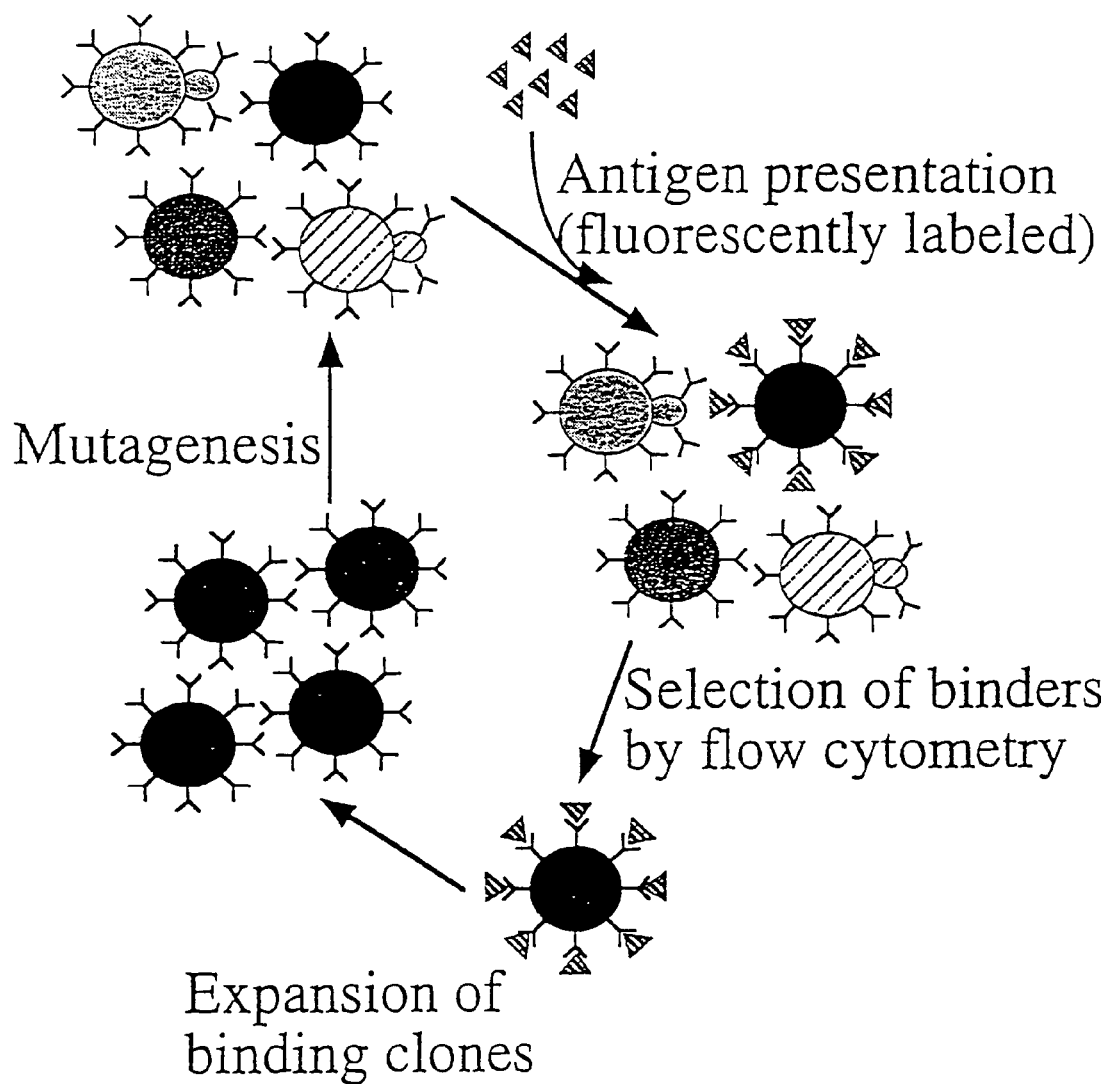 Antigen presentation
(fluorescently labeled)
Mutagenesis
Selection of binders
by flow cytometry
Expansion of
binding clones